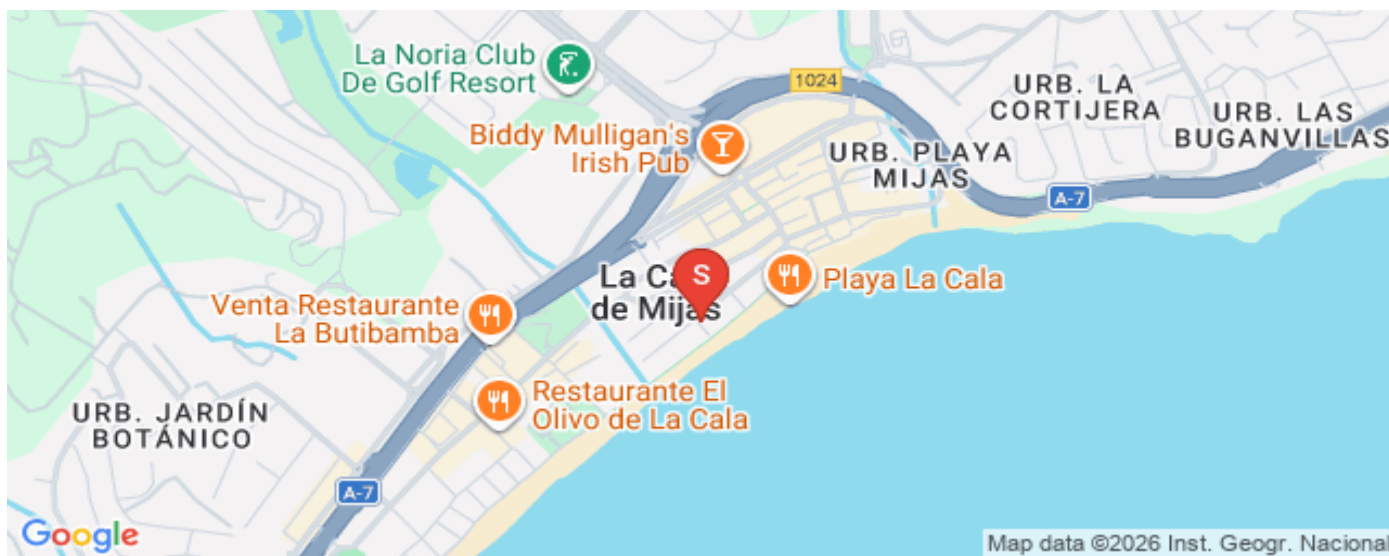 La Noria Club
De Golf Resort
1024
URB. LA
CORTIJERA
URB. LAS
BUGANVILLAS
Biddy Mulligan's
Irish Pub
URB. PLAYA
MIJAS
A-7
S
La Ca
de Mijas
Playa La Cala
Venta Restaurante
La Butibamba
Restaurante El
Olivo de La Cala
URB. JARDÍN
BOTÁNICO
A-7
Google
Map data ©2026 Inst. Geogr. Nacional